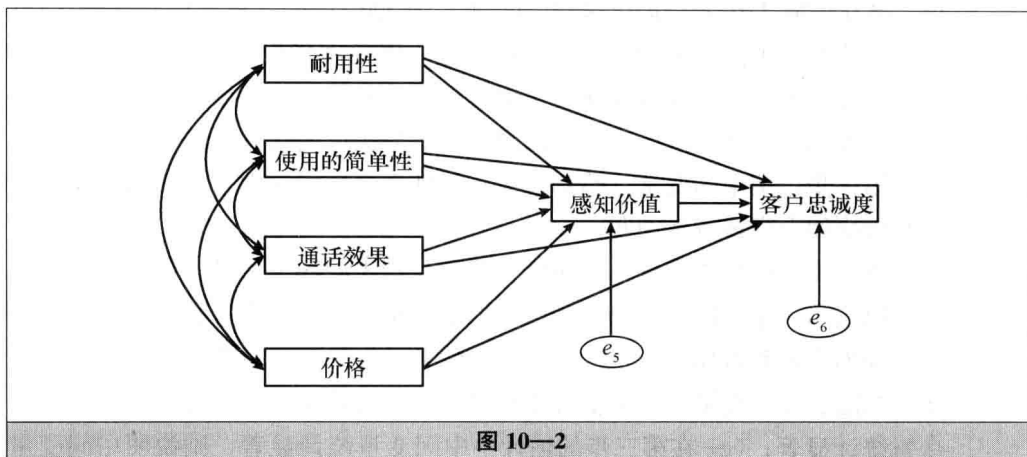 耐用性
使用的简单性
感知价值
客户忠诚度
通话效果
e₆
e₅
价格
图 10—2